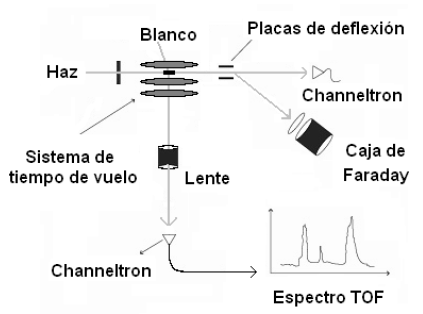 Blanco
Placas de deflexión
Haz
Channeltron
Sistema de
tiempo de vuelo
Lente
Caja de
Faraday
Channeltron
Espectro TOF